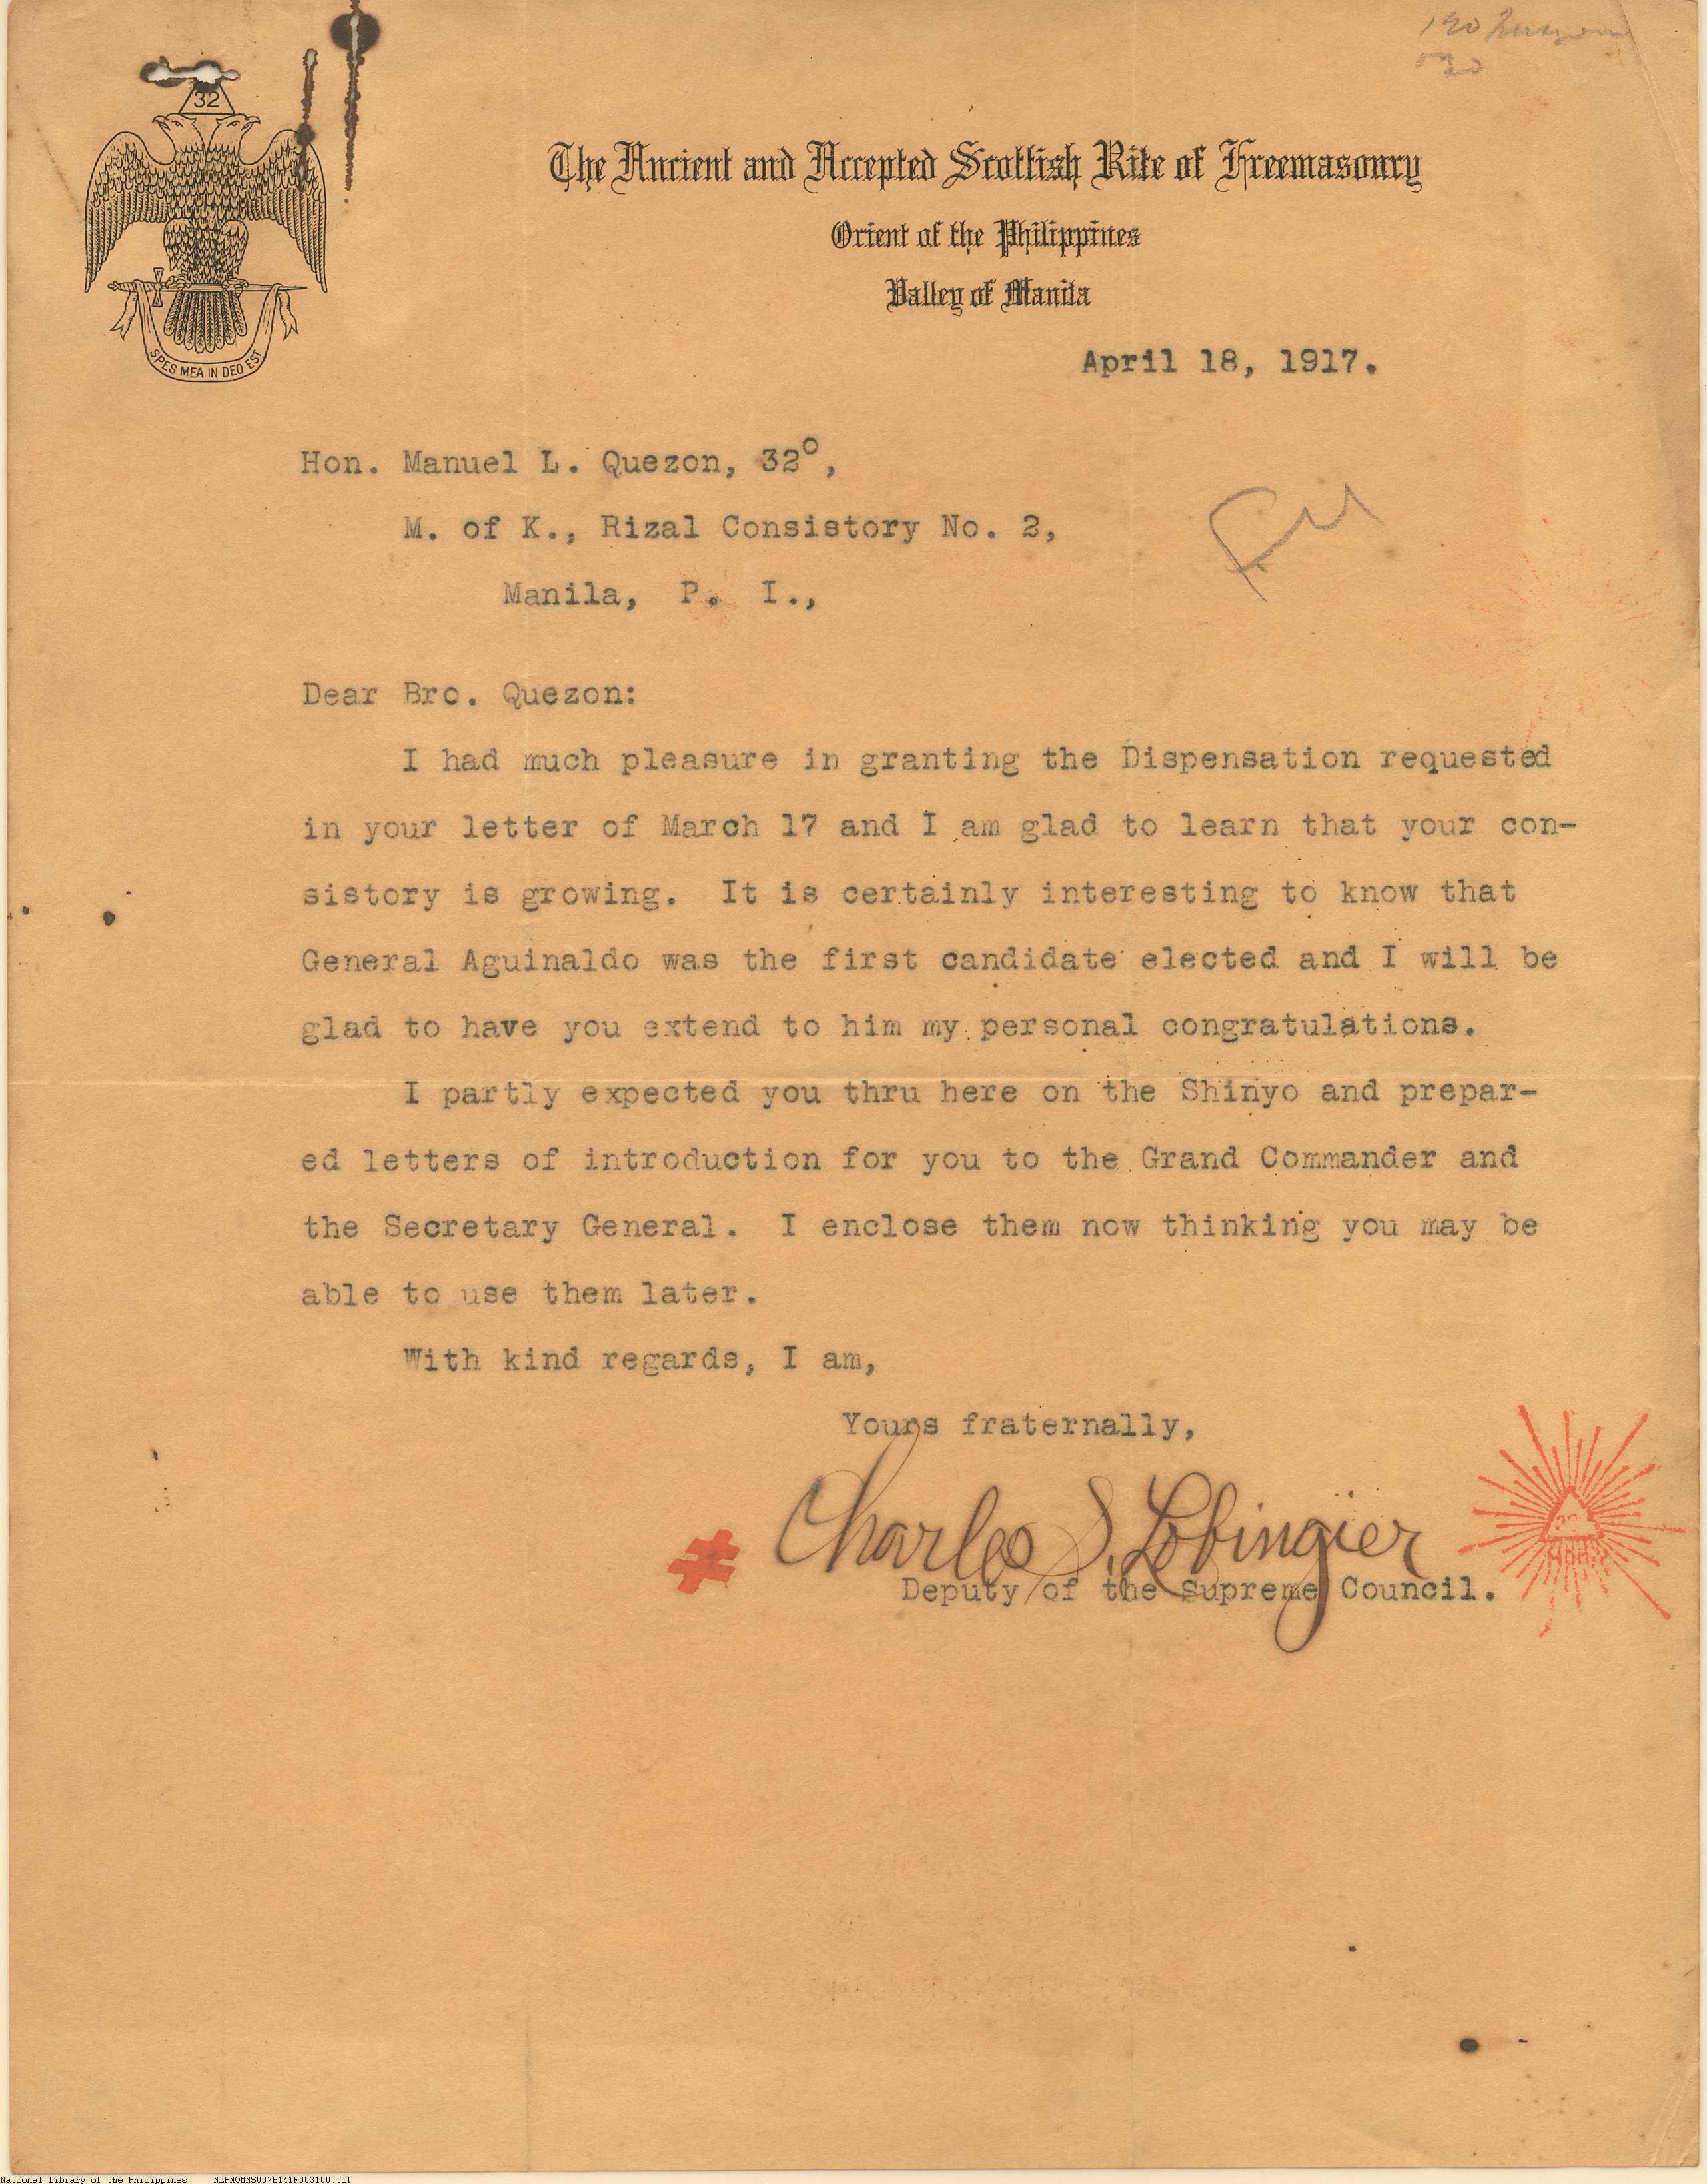 32
SPES MEA IN DEO EST
The Ancient and Accepted Scottish Rite of Freemasonry
Orient of the Philippines
Valley of Manila
April 18, 1917.
Hon. Manuel L. Quezon, 32°,
M. of K., Rizal Consistory No. 2,
Manila, P. I.,
Dear Bro. Quezon:
I had much pleasure in granting the Dispensation requested
in your letter of March 17 and I am glad to learn that your con-
sistory is growing. It is certainly interesting to know that
General Aguinaldo was the first candidate elected and I will be
glad to have you extend to him my personal congratulations.
I partly expected you thru here on the Shinyo and prepar-
ed letters of introduction for you to the Grand Commander and
the Secretary General. I enclose them now thinking you may be
able to use them later.
With kind regards, I am,
Yours fraternally,
Charles S. Lobingier
Deputy of the Supreme Council.
National Library of the Philippines NLPMQMNS007B141F003100.tif